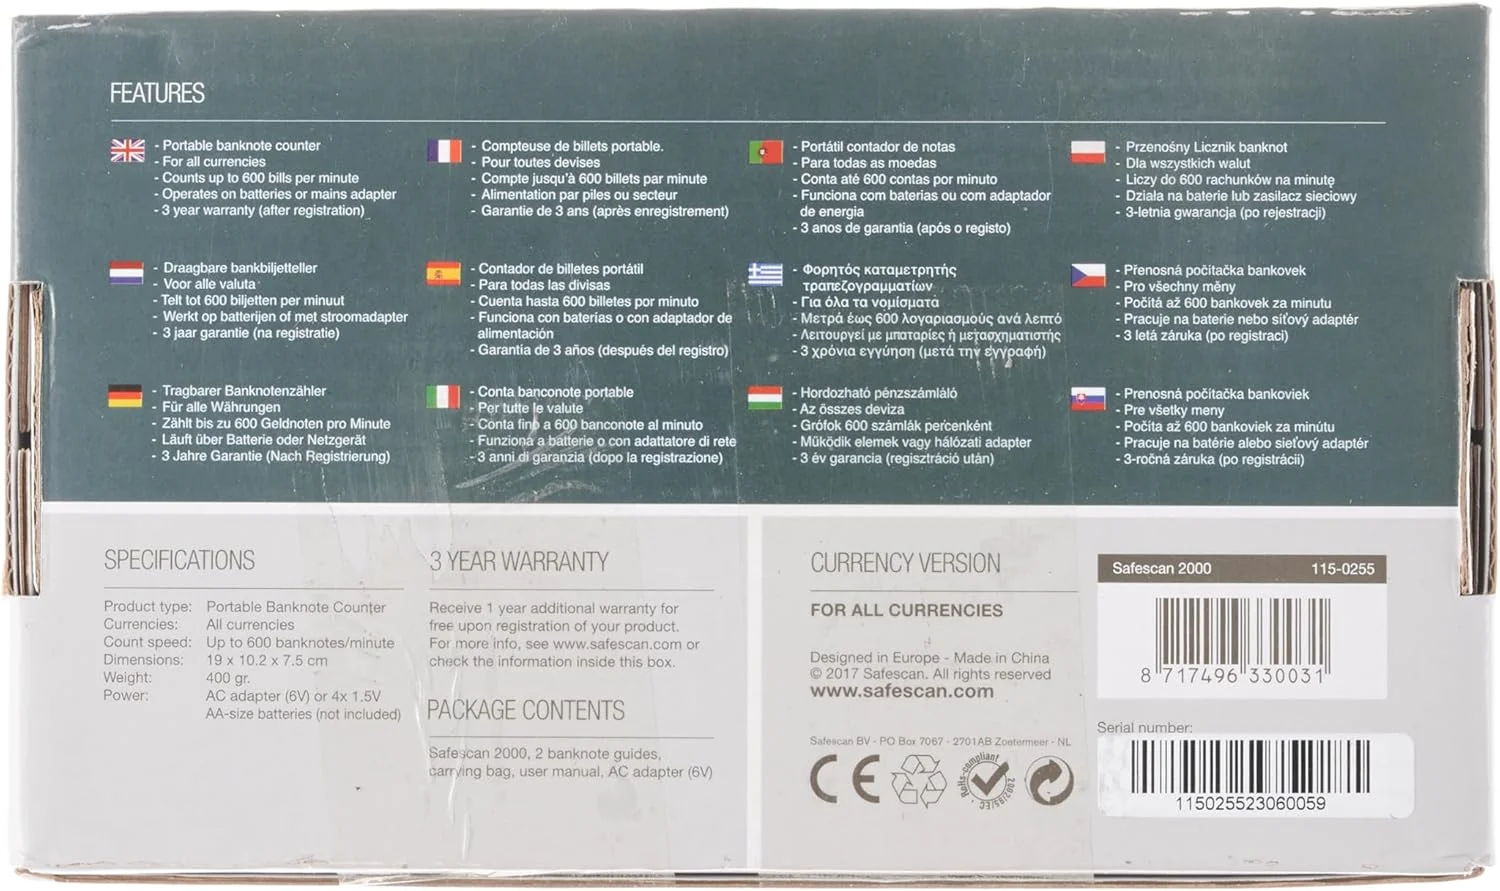 FEATURES
- Portable banknote counter
- For all currencies
- Counts up to 600 bills per minute
- Operates on batteries or mains adapter
- 3 year warranty (after registration)
- Compteuse de billets portable.
- Pour toutes devises
- Compte jusqu'à 600 billets par minute
- Alimentation par piles ou secteur
- Garantie de 3 ans (après enregistrement)
- Portátil contador de notas
- Para todas as moedas
- Conta até 600 contas por minuto
- Funciona com baterias ou com adaptador
de energia
- 3 anos de garantia (após o registo)
- Przenośny Licznik banknot
- Dla wszystkich walut
- Liczy do 600 rachunków na minutę
- Działa na baterie lub zasilacz sieciowy
- 3-letnia gwarancja (po rejestracji)
- Draagbare bankbiljetteller
- Voor alle valuta
- Telt tot 600 biljetten per minuut
- Werkt op batterijen of met stroomadapter
- 3 jaar garantie (na registratie)
- Contador de billetes portátil
- Para todas las divisas
- Cuenta hasta 600 billetes por minuto
- Funciona con baterías o con adaptador de
alimentación
- Garantía de 3 años (después del registro)
- Φορητός καταμετρητής
τραπεζογραμματίων
- Για όλα τα νομίσματα
- Μετρά έως 600 λογαριασμούς ανά λεπτό
- Λειτουργεί με μπαταρίες ή μετασχηματιστής
- 3 χρόνια εγγύηση (μετά την εγγραφή)
- Přenosná počítačka bankovek
- Pro všechny měny
- Počítá až 600 bankovek za minutu
- Pracuje na baterie nebo síťový adaptér
- 3 letá záruka (po registraci)
- Tragbarer Banknotenzähler
- Für alle Währungen
- Zählt bis zu 600 Geldnoten pro Minute
- Läuft über Batterie oder Netzgerät
- 3 Jahre Garantie (Nach Registrierung)
- Conta banconote portable
- Per tutte le valute
- Conta fino a 600 banconote al minuto
- Funziona a batterie o con adattatore di rete
- 3 anni di garanzia (dopo la registrazione)
- Hordozható pénzszámláló
- Az összes deviza
- Grófok 600 számlák percenként
- Működik elemek vagy hálózati adapter
- 3 év garancia (regisztráció után)
- Prenosná počítačka bankoviek
- Pre všetky meny
- Počíta až 600 bankoviek za minútu
- Pracuje na batérie alebo sieťový adaptér
- 3-ročná záruka (po registrácii)
SPECIFICATIONS
Product type: Portable Banknote Counter
Currencies: All currencies
Count speed: Up to 600 banknotes/minute
Dimensions: 19 x 10.2 x 7.5 cm
Weight: 400 gr.
Power: AC adapter (6V) or 4x 1.5V
AA-size batteries (not included)
3 YEAR WARRANTY
Receive 1 year additional warranty for
free upon registration of your product.
For more info, see www.safescan.com or
check the information inside this box.
PACKAGE CONTENTS
Safescan 2000, 2 banknote guides,
carrying bag, user manual, AC adapter (6V)
CURRENCY VERSION
FOR ALL CURRENCIES
Designed in Europe - Made in China
© 2017 Safescan. All rights reserved
www.safescan.com
Safescan BV - PO Box 7067 - 2701AB Zoetermeer - NL
CE
RoHs-compliant
2002/95/EC
Safescan 2000 115-0255
8 717496 330031
Serial number:
115025523060059